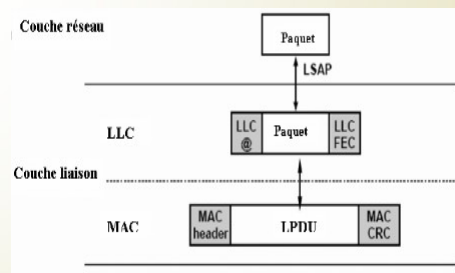 Couche réseau
Paquet
LSAP
LLC
LLC
@
Paquet
LLC
FEC
Couche liaison
MAC
MAC
header
LPDU
MAC
CRC